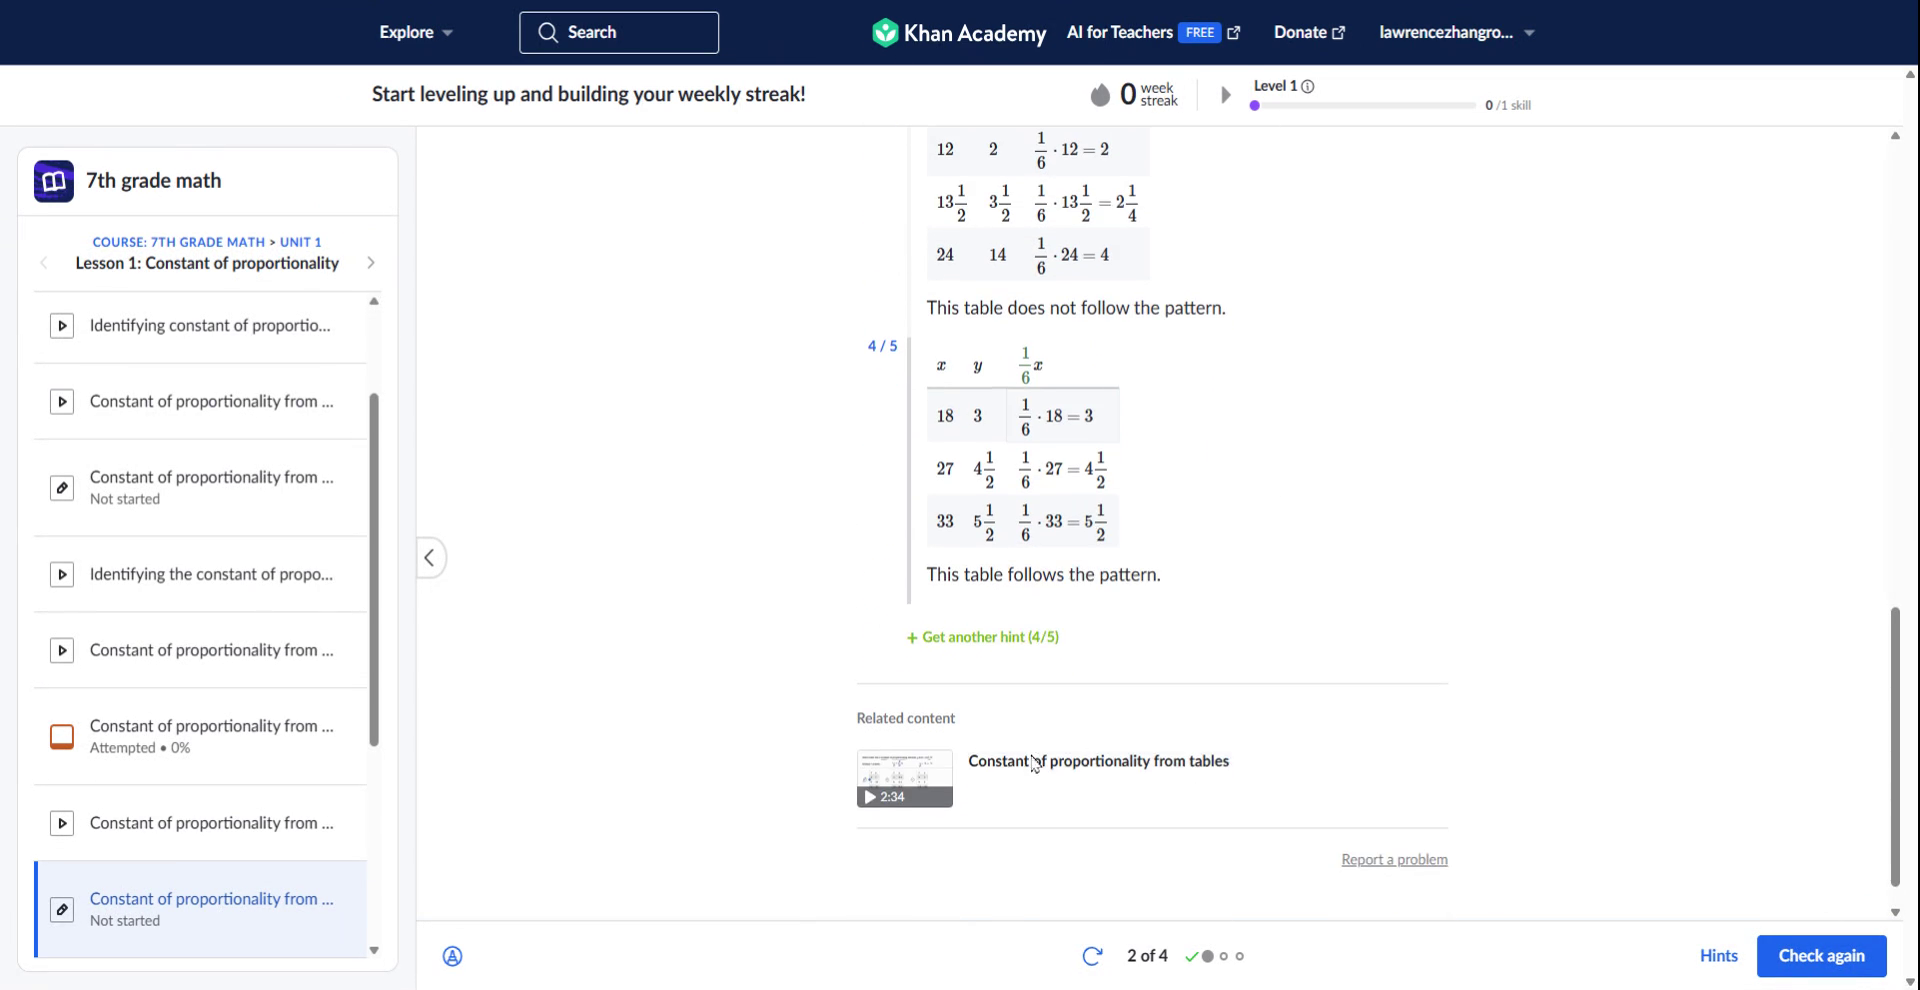 Explore
Search
Khan Academy
AI for Teachers FREE
Donate
lawrencezhangro...
Start leveling up and building your weekly streak!
0 week streak
Level 1
0 /1 skill
7th grade math
COURSE: 7TH GRADE MATH > UNIT 1
Lesson 1: Constant of proportionality
Identifying constant of proportio...
Constant of proportionality from ...
Constant of proportionality from ...
Not started
Identifying the constant of propo...
Constant of proportionality from ...
Constant of proportionality from ...
Attempted • 0%
Constant of proportionality from ...
Constant of proportionality from ...
Not started
12 2 1/6 · 12 = 2
13 1/2 3 1/2 1/6 · 13 1/2 = 2 1/4
24 14 1/6 · 24 = 4
This table does not follow the pattern.
4 / 5
x y 1/6 x
18 3 1/6 · 18 = 3
27 4 1/2 1/6 · 27 = 4 1/2
33 5 1/2 1/6 · 33 = 5 1/2
This table follows the pattern.
+ Get another hint (4/5)
Related content
2:34
Constant of proportionality from tables
Report a problem
2 of 4
Hints
Check again